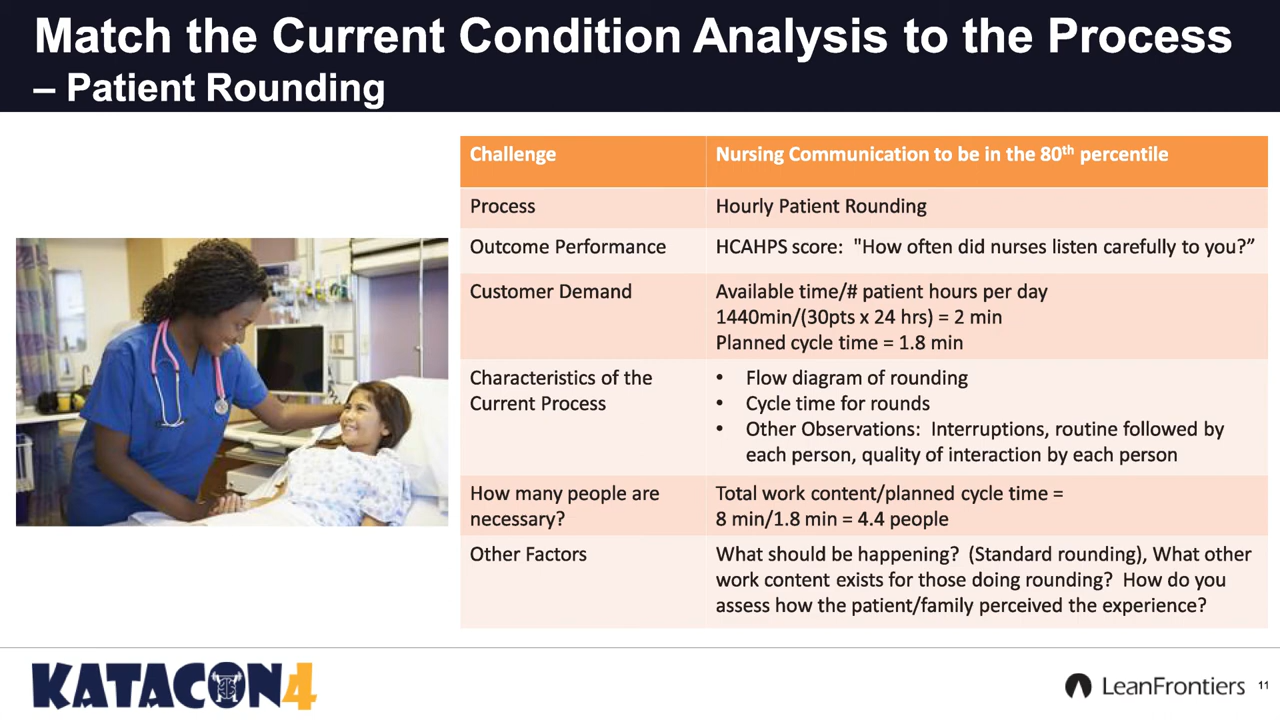 Match the Current Condition Analysis to the Process
– Patient Rounding
Challenge
Nursing Communication to be in the 80th percentile
Process
Hourly Patient Rounding
Outcome Performance
HCAHPS score:  "How often did nurses listen carefully to you?”
Customer Demand
Available time/# patient hours per day
1440min/(30pts x 24 hrs) = 2 min
Planned cycle time = 1.8 min
Characteristics of the
Current Process
• Flow diagram of rounding
• Cycle time for rounds
• Other Observations:  Interruptions, routine followed by
each person, quality of interaction by each person
How many people are
necessary?
Total work content/planned cycle time =
8 min/1.8 min = 4.4 people
Other Factors
What should be happening?  (Standard rounding), What other
work content exists for those doing rounding?  How do you
assess how the patient/family perceived the experience?
KATACON4
LeanFrontiers
11